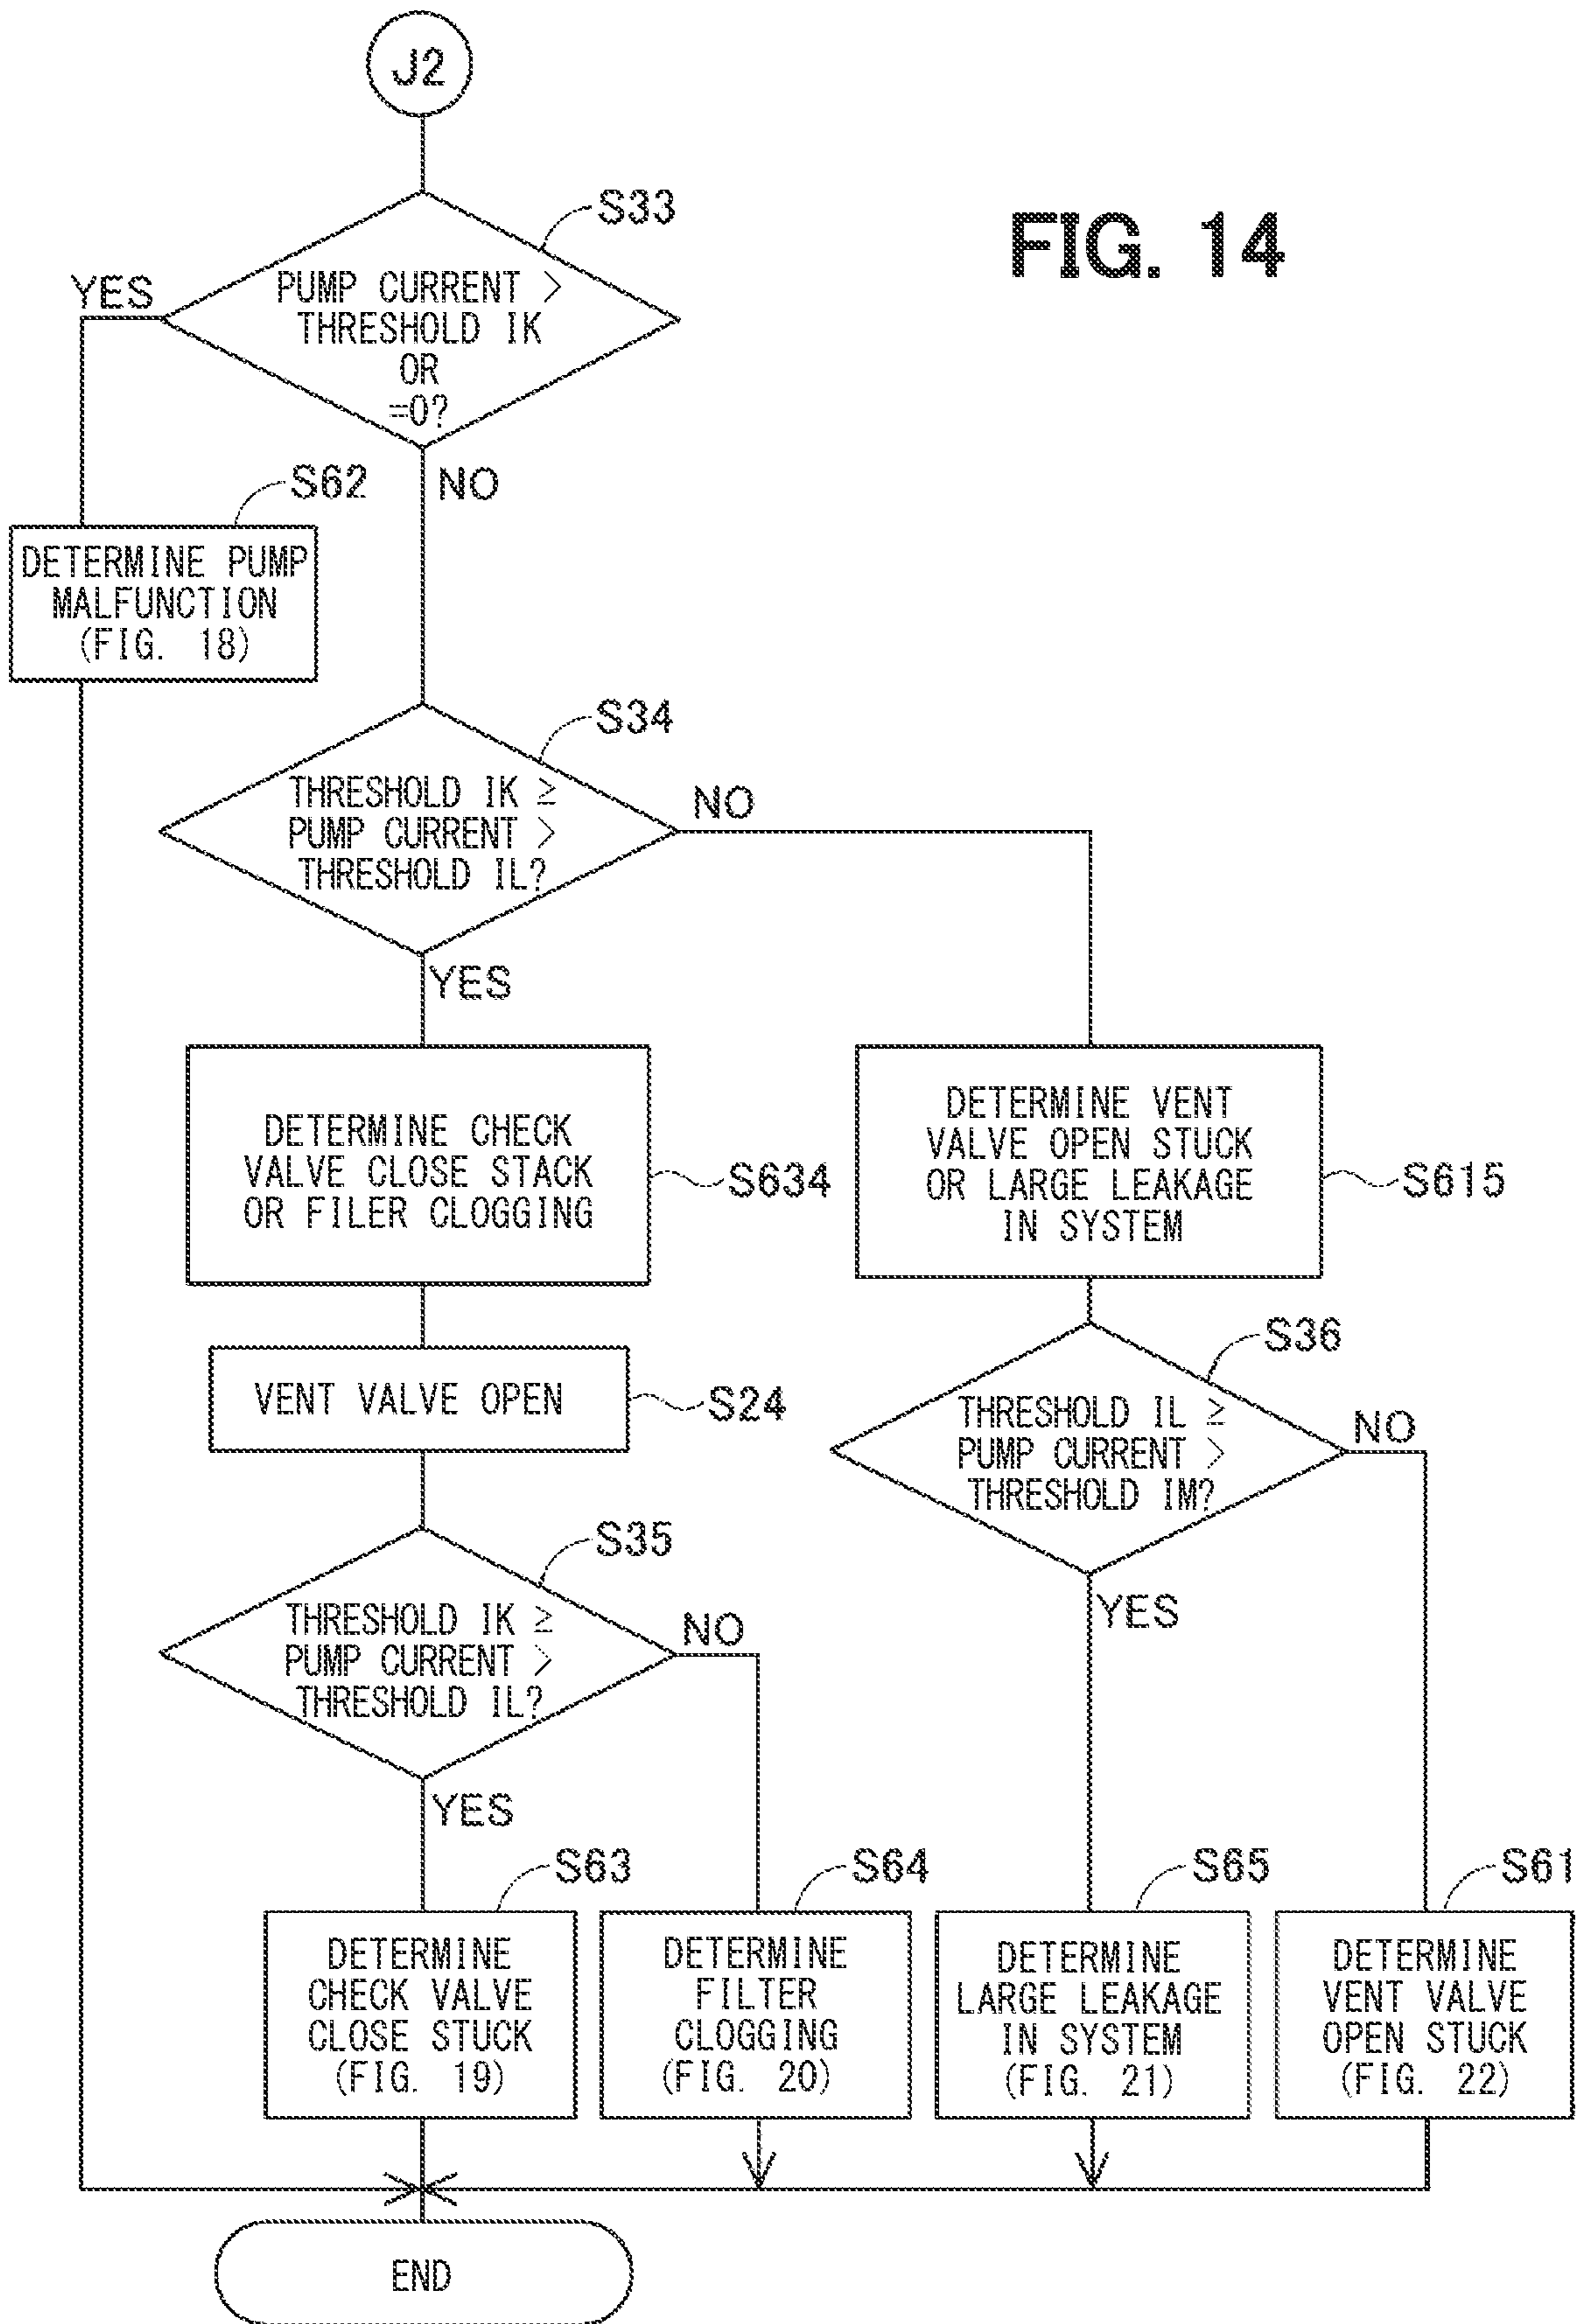 J2
FIG. 14
S33
YES
PUMP CURRENT >
THRESHOLD IK
OR
=0?
S62
NO
DETERMINE PUMP
MALFUNCTION
(FIG. 18)
S34
THRESHOLD IK ≥
PUMP CURRENT >
THRESHOLD IL?
NO
YES
DETERMINE CHECK
VALVE CLOSE STACK
OR FILER CLOGGING
S634
DETERMINE VENT
VALVE OPEN STUCK
OR LARGE LEAKAGE
IN SYSTEM
S615
VENT VALVE OPEN
S24
S36
THRESHOLD IL ≥
PUMP CURRENT >
THRESHOLD IM?
NO
YES
S35
THRESHOLD IK ≥
PUMP CURRENT >
THRESHOLD IL?
NO
YES
S63
DETERMINE
CHECK VALVE
CLOSE STUCK
(FIG. 19)
S64
DETERMINE
FILTER
CLOGGING
(FIG. 20)
S65
DETERMINE
LARGE LEAKAGE
IN SYSTEM
(FIG. 21)
S61
DETERMINE
VENT VALVE
OPEN STUCK
(FIG. 22)
END